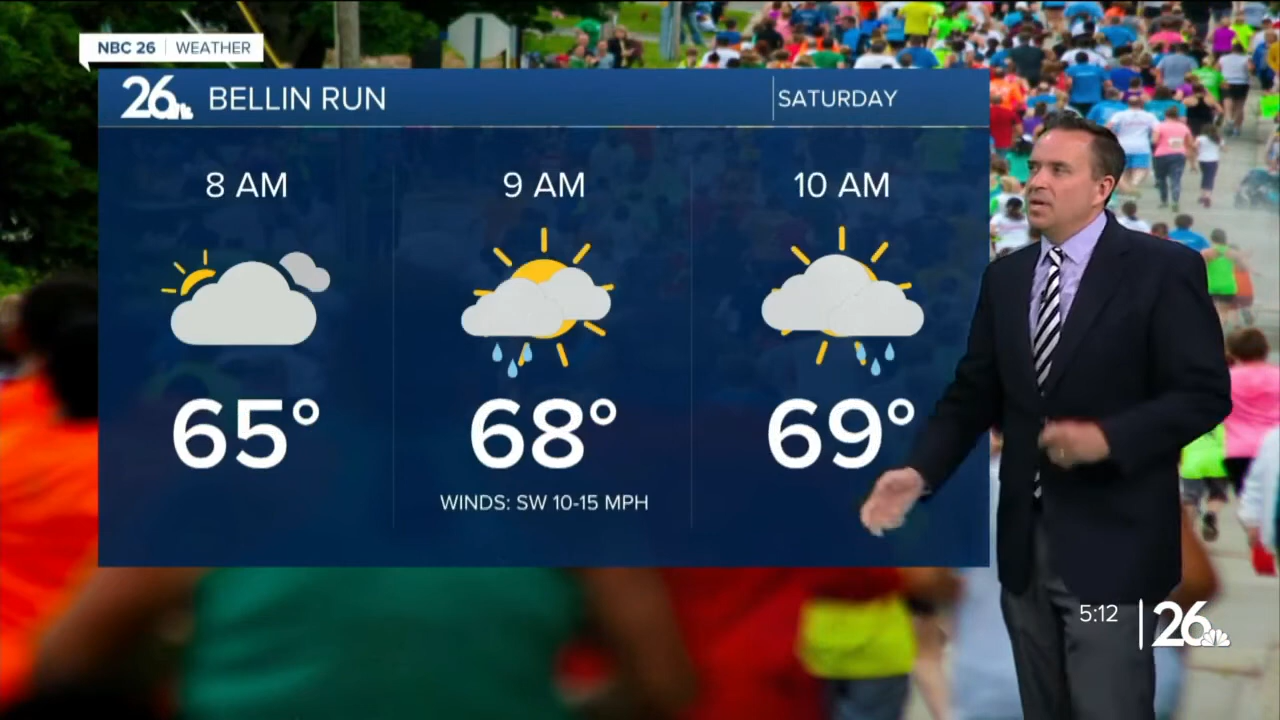 NBC 26 WEATHER
26 BELLIN RUN SATURDAY
8 AM 9 AM 10 AM
65° 68° 69°
WINDS: SW 10-15 MPH
5:12 26